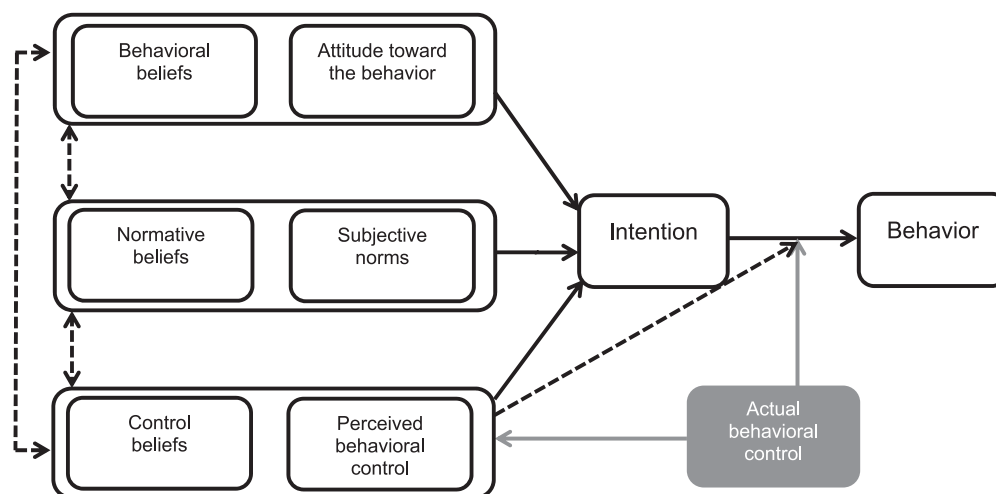 Behavioral
beliefs
Attitude toward
the behavior
Normative
beliefs
Subjective
norms
Intention
Behavior
Control
beliefs
Perceived
behavioral
control
Actual
behavioral
control